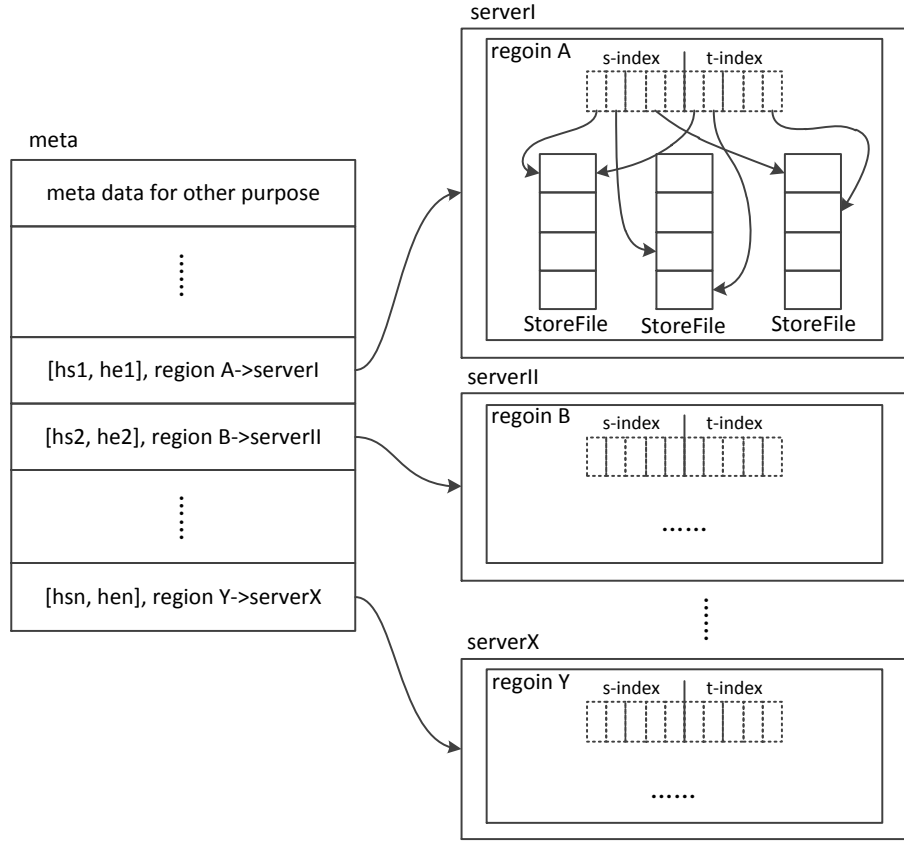 meta
meta data for other purpose
......
[hs1, he1], region A->serverI
[hs2, he2], region B->serverII
......
[hsn, hen], region Y->serverX
serverI
regoin A
s-index t-index
StoreFile StoreFile StoreFile
serverII
regoin B
s-index t-index
......
......
serverX
regoin Y
s-index t-index
......